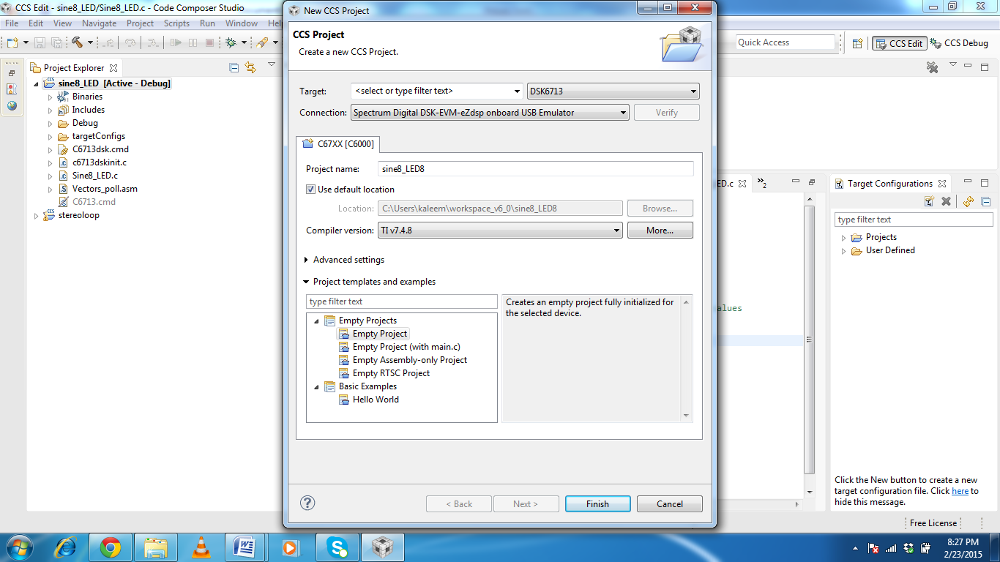 CCS Edit - sine8_LED/Sine8_LED.c - Code Composer Studio
File Edit View Navigate Project Scripts Run Window Help
Quick Access
CCS Edit
CCS Debug
Project Explorer
sine8_LED [Active - Debug]
Binaries
Includes
Debug
targetConfigs
C6713dsk.cmd
c6713dskinit.c
Sine8_LED.c
Vectors_poll.asm
C6713.cmd
stereoloop
New CCS Project
CCS Project
Create a new CCS Project.
Target: <select or type filter text> DSK6713
Connection: Spectrum Digital DSK-EVM-eZdsp onboard USB Emulator Verify
C67XX [C6000]
Project name: sine8_LED8
Use default location
Location: C:\Users\kaleem\workspace_v6_0\sine8_LED8 Browse...
Compiler version: TI v7.4.8 More...
Advanced settings
Project templates and examples
type filter text
Empty Projects
Empty Project
Empty Project (with main.c)
Empty Assembly-only Project
Empty RTSC Project
Basic Examples
Hello World
Creates an empty project fully initialized for
the selected device.
< Back Next > Finish Cancel
ED.c
2
alues
Target Configurations
type filter text
Projects
User Defined
Click the New button to create a new
target configuration file. Click here to
hide this message.
Free License
8:27 PM
2/23/2015